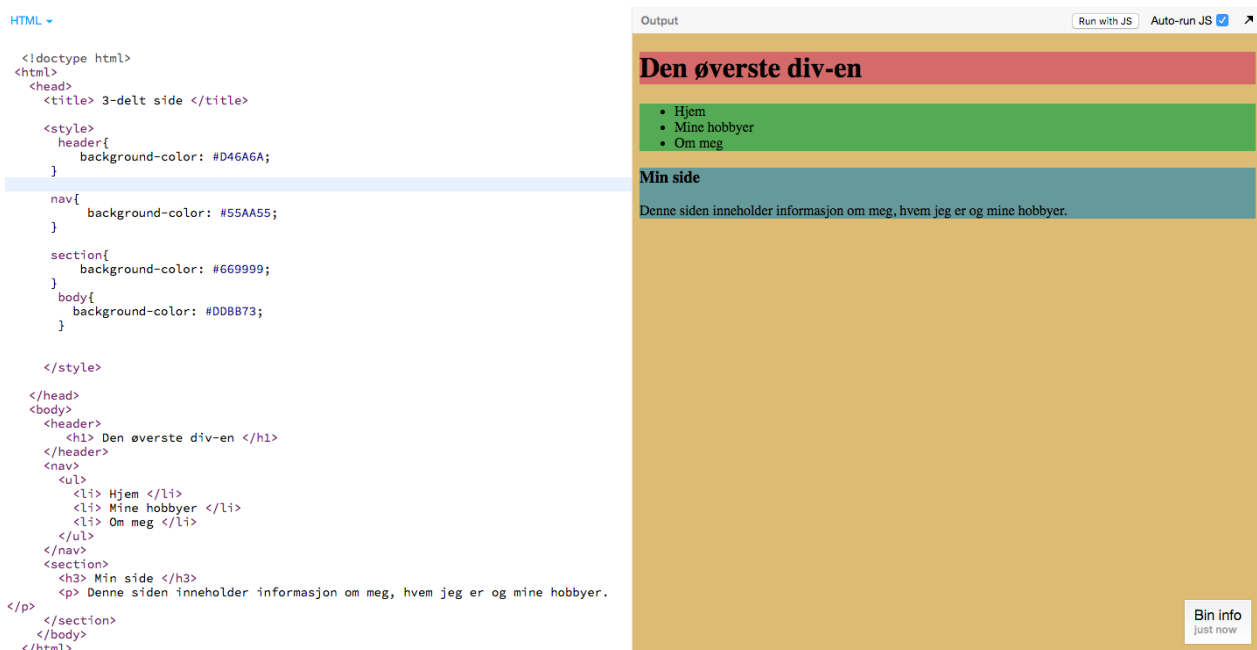 HTML
<!doctype html>
<html>
<head>
<title> 3-delt side </title>
<style>
header{
background-color: #D46A6A;
}
nav{
background-color: #55AA55;
}
section{
background-color: #669999;
}
body{
background-color: #DDBB73;
}
</style>
</head>
<body>
<header>
<h1> Den øverste div-en </h1>
</header>
<nav>
<ul>
<li> Hjem </li>
<li> Mine hobbyer </li>
<li> Om meg </li>
</ul>
</nav>
<section>
<h3> Min side </h3>
<p> Denne siden inneholder informasjon om meg, hvem jeg er og mine hobbyer.
</p>
</section>
</body>
</html>
Output
Run with JS
Auto-run JS
Den øverste div-en
Hjem
Mine hobbyer
Om meg
Min side
Denne siden inneholder informasjon om meg, hvem jeg er og mine hobbyer.
Bin info
just now